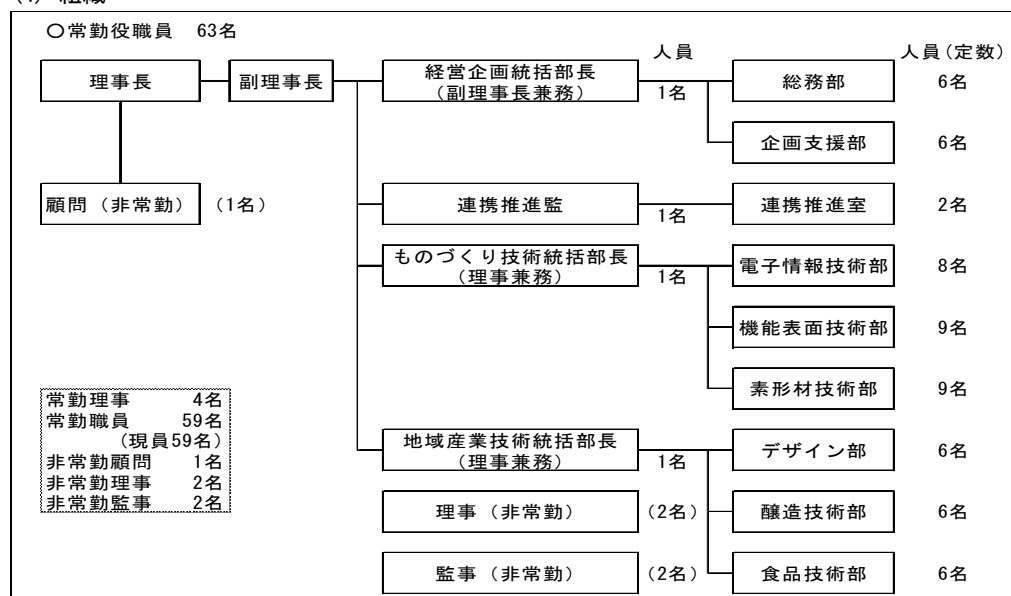 (4) 組織
〇常勤役職員 63名
人員
人員(定数)
理事長
副理事長
経営企画統括部長
(副理事長兼務)
1名
総務部
6名
企画支援部
6名
顧問(非常勤)
(1名)
連携推進監
1名
連携推進室
2名
ものづくり技術統括部長
(理事兼務)
1名
電子情報技術部
8名
機能表面技術部
9名
素形材技術部
9名
常勤理事 4名
常勤職員 59名
(現員59名)
非常勤顧問 1名
非常勤理事 2名
非常勤監事 2名
地域産業技術統括部長
(理事兼務)
1名
デザイン部
6名
理事(非常勤)
(2名)
醸造技術部
6名
監事(非常勤)
(2名)
食品技術部
6名